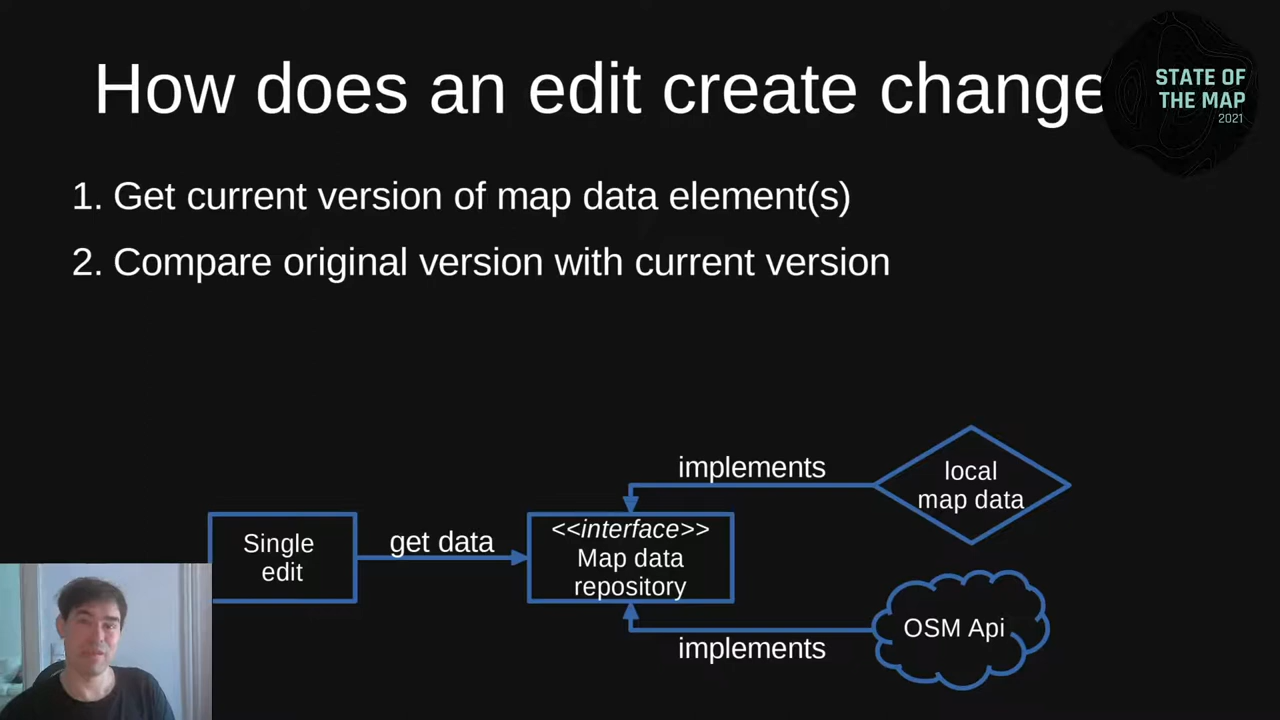 How does an edit create change
STATE OF
THE MAP
2021
1. Get current version of map data element(s)
2. Compare original version with current version
implements
local
map data
Single
edit
get data
<<interface>>
Map data
repository
OSM Api
implements